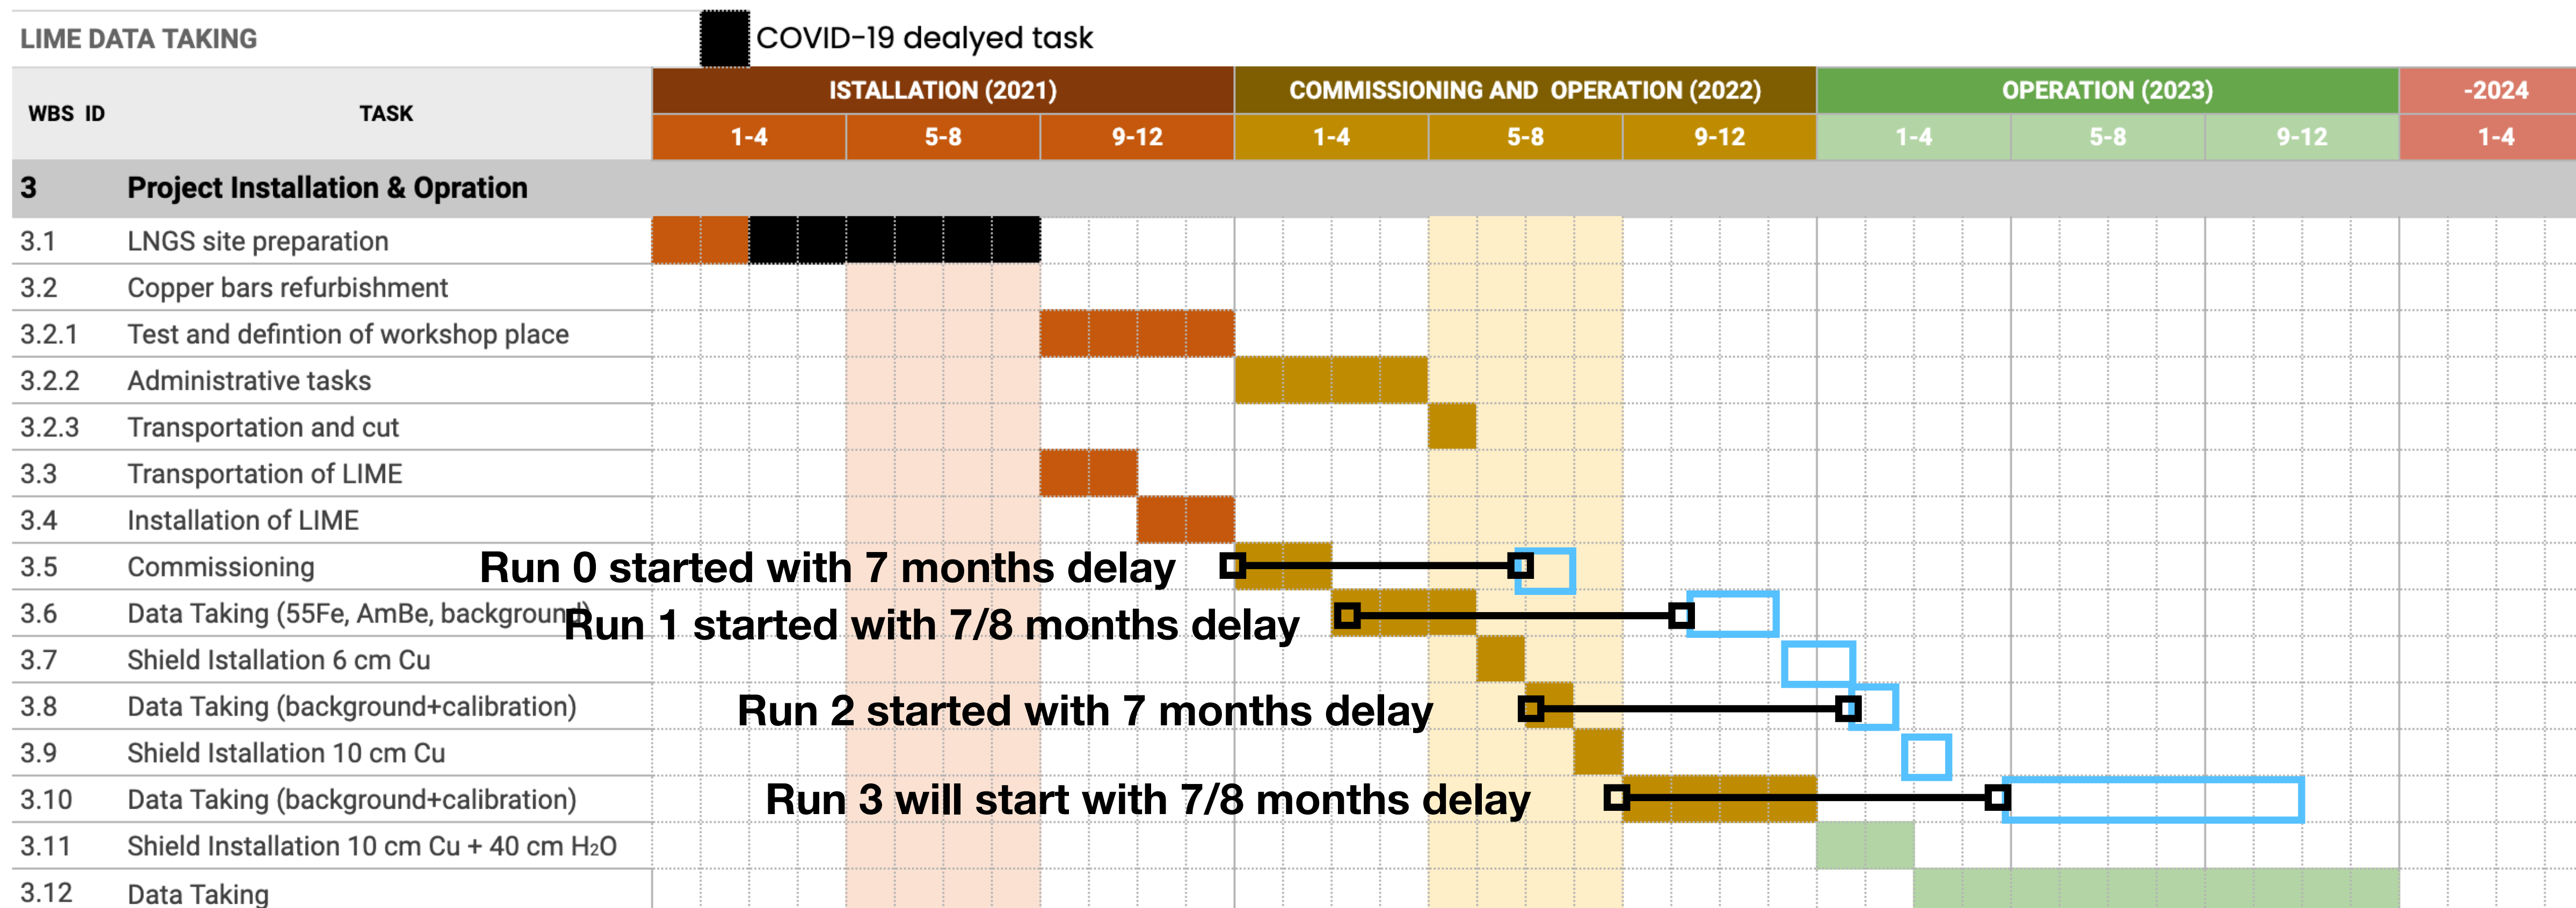 LIME DATA TAKING
COVID-19 dealyed task
WBS ID TASK
ISTALLATION (2021) COMMISSIONING AND OPERATION (2022) OPERATION (2023) -2024
1-4 5-8 9-12 1-4 5-8 9-12 1-4 5-8 9-12 1-4
3 Project Installation & Opration
3.1 LNGS site preparation
3.2 Copper bars refurbishment
3.2.1 Test and defintion of workshop place
3.2.2 Administrative tasks
3.2.3 Transportation and cut
3.3 Transportation of LIME
3.4 Installation of LIME
3.5 Commissioning
Run 0 started with 7 months delay
3.6 Data Taking (55Fe, AmBe, background)
Run 1 started with 7/8 months delay
3.7 Shield Istallation 6 cm Cu
3.8 Data Taking (background+calibration)
Run 2 started with 7 months delay
3.9 Shield Istallation 10 cm Cu
3.10 Data Taking (background+calibration)
Run 3 will start with 7/8 months delay
3.11 Shield Installation 10 cm Cu + 40 cm H₂O
3.12 Data Taking